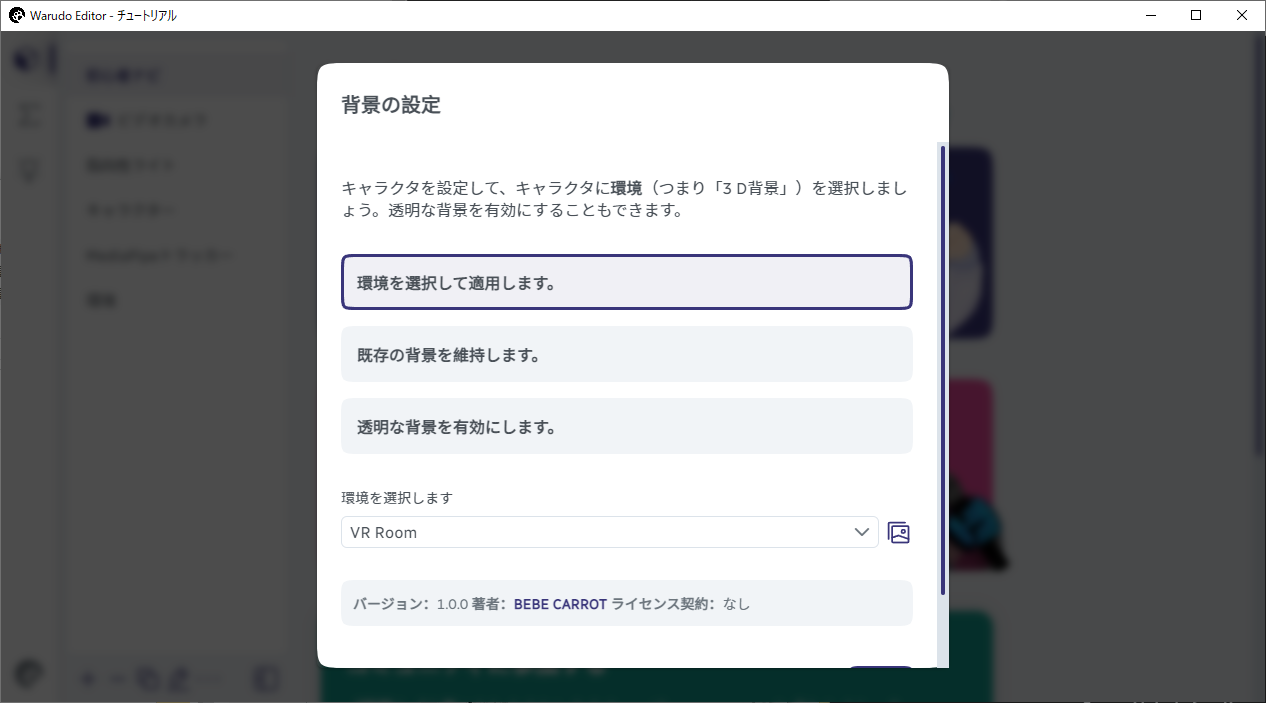 Warudo Editor - チュートリアル
背景の設定
キャラクタを設定して、キャラクタに環境（つまり「3 D背景」）を選択しまし
ょう。透明な背景を有効にすることもできます。
環境を選択して適用します。
既存の背景を維持します。
透明な背景を有効にします。
環境を選択します
VR Room
バージョン： 1.0.0 著者： BEBE CARROT ライセンス契約： なし